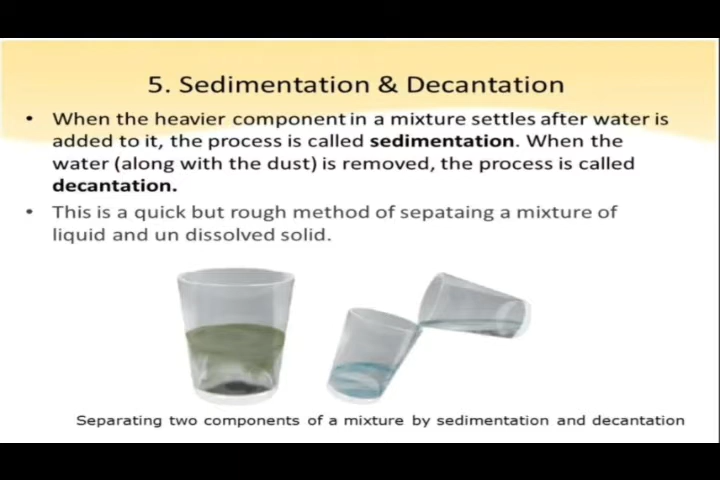 5. Sedimentation & Decantation
• When the heavier component in a mixture settles after water is
added to it, the process is called sedimentation. When the
water (along with the dust) is removed, the process is called
decantation.
• This is a quick but rough method of sepataing a mixture of
liquid and un dissolved solid.
Separating two components of a mixture by sedimentation and decantation